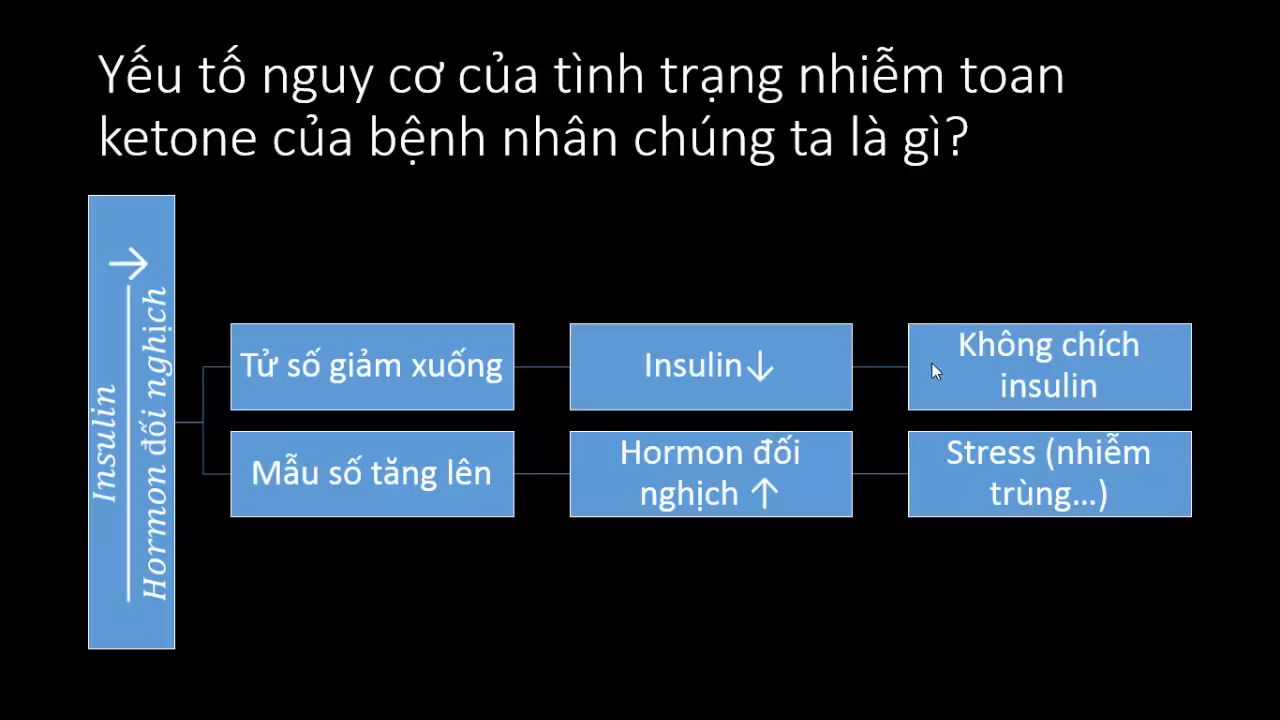 Yếu tố nguy cơ của tình trạng nhiễm toan
ketone của bệnh nhân chúng ta là gì?
Insulin
Hormon đối nghịch
→
Tử số giảm xuống
Insulin↓
Không chích
insulin
Mẫu số tăng lên
Hormon đối
nghịch ↑
Stress (nhiễm
trùng...)